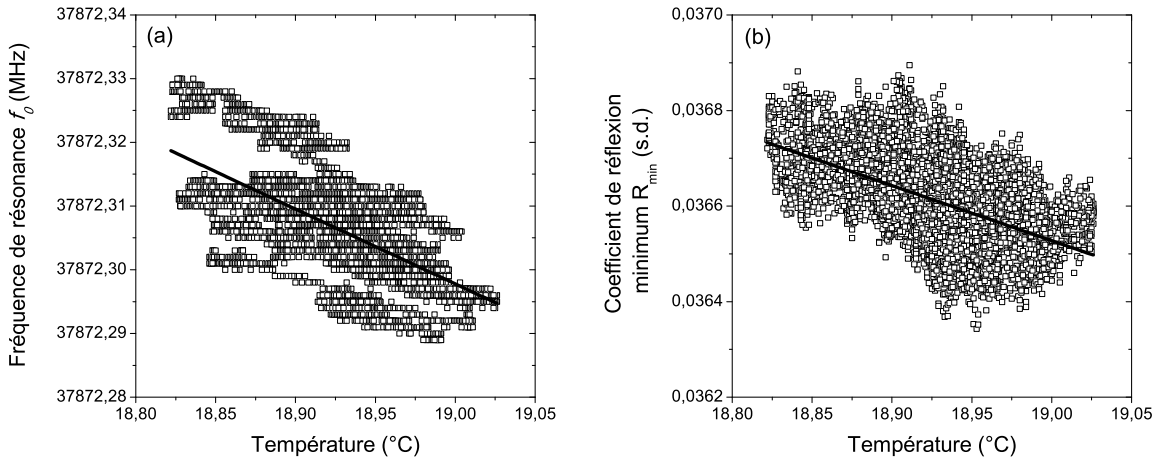 (a)
37872,34
37872,33
37872,32
37872,31
37872,30
37872,29
37872,28
18,80 18,85 18,90 18,95 19,00 19,05
Fréquence de résonance f0 (MHz)
Température (°C)
(b)
0,0370
0,0368
0,0366
0,0364
0,0362
18,80 18,85 18,90 18,95 19,00 19,05
Coefficient de réflexion
minimum Rmin (s.d.)
Température (°C)